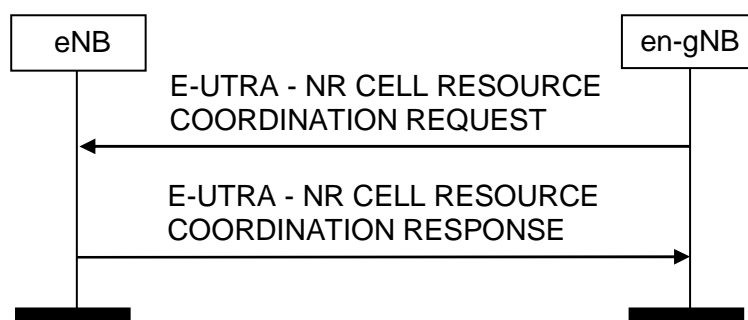 eNB
en-gNB
E-UTRA - NR CELL RESOURCE
COORDINATION REQUEST
E-UTRA - NR CELL RESOURCE
COORDINATION RESPONSE